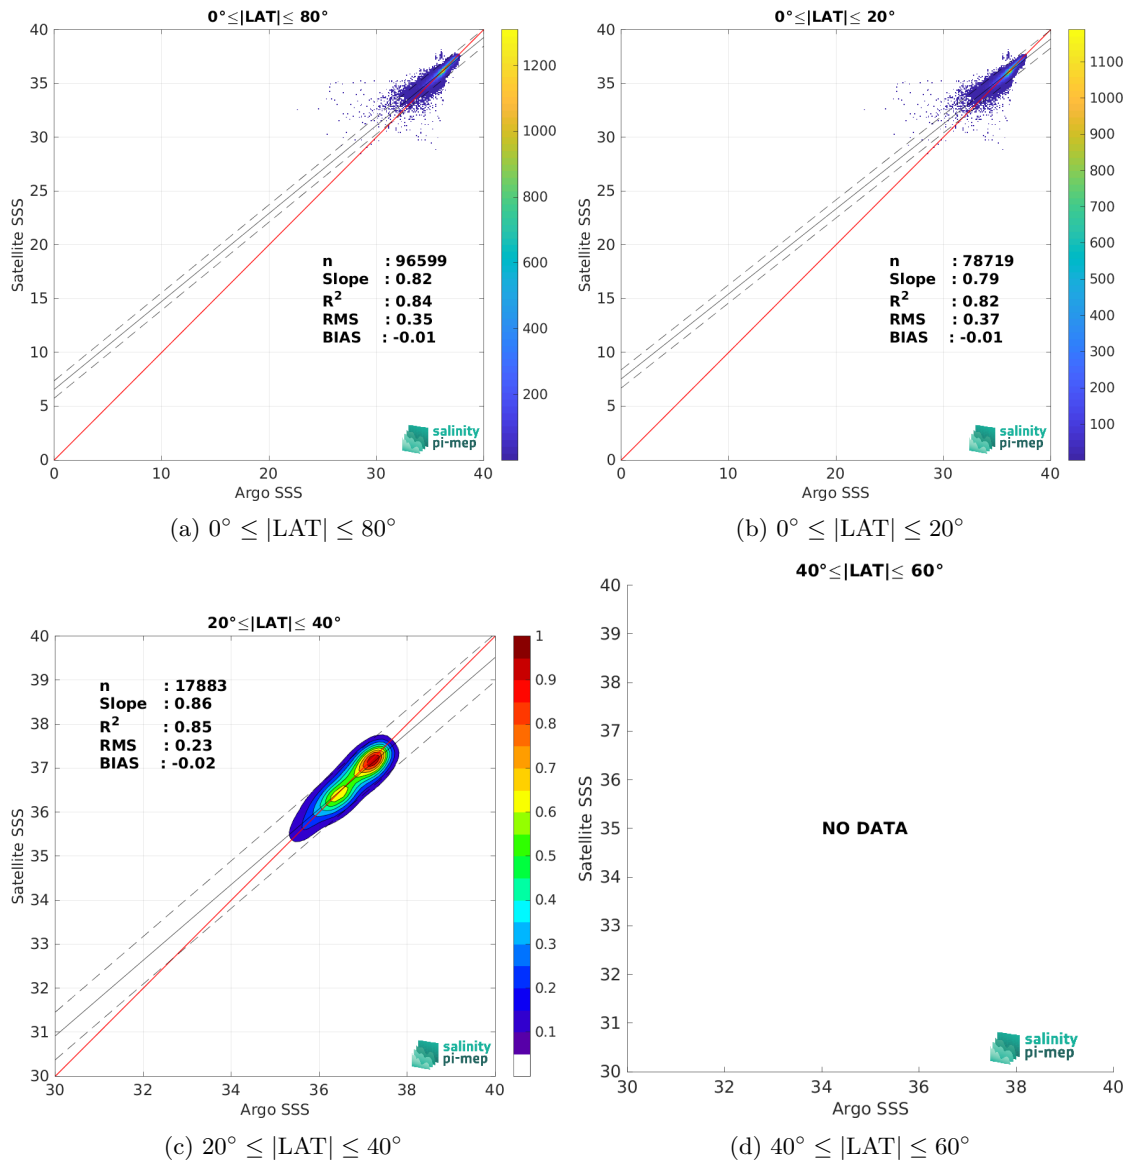 0°≤|LAT|≤ 80°
40
35
30
25
20
15
10
5
0
Satellite SSS
n : 96599
Slope : 0.82
R2 : 0.84
RMS : 0.35
BIAS : -0.01
salinity
pi-mep
0 10 20 30 40
Argo SSS
1200
1000
800
600
400
200
(a) 0° ≤ |LAT| ≤ 80°
0°≤|LAT|≤ 20°
40
35
30
25
20
15
10
5
0
Satellite SSS
n : 78719
Slope : 0.79
R2 : 0.82
RMS : 0.37
BIAS : -0.01
salinity
pi-mep
0 10 20 30 40
Argo SSS
1100
1000
900
800
700
600
500
400
300
200
100
(b) 0° ≤ |LAT| ≤ 20°
20°≤|LAT|≤ 40°
40
39
38
37
36
35
34
33
32
31
30
Satellite SSS
n : 17883
Slope : 0.86
R2 : 0.85
RMS : 0.23
BIAS : -0.02
salinity
pi-mep
30 32 34 36 38 40
Argo SSS
1
0.9
0.8
0.7
0.6
0.5
0.4
0.3
0.2
0.1
(c) 20° ≤ |LAT| ≤ 40°
40°≤|LAT|≤ 60°
40
39
38
37
36
35
34
33
32
31
30
Satellite SSS
NO DATA
salinity
pi-mep
30 32 34 36 38 40
Argo SSS
(d) 40° ≤ |LAT| ≤ 60°